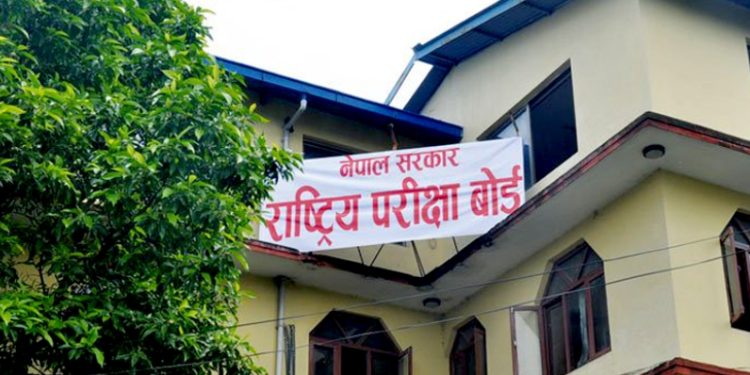 नेपाल सरकार
राष्ट्रिय परीक्षा बोर्ड